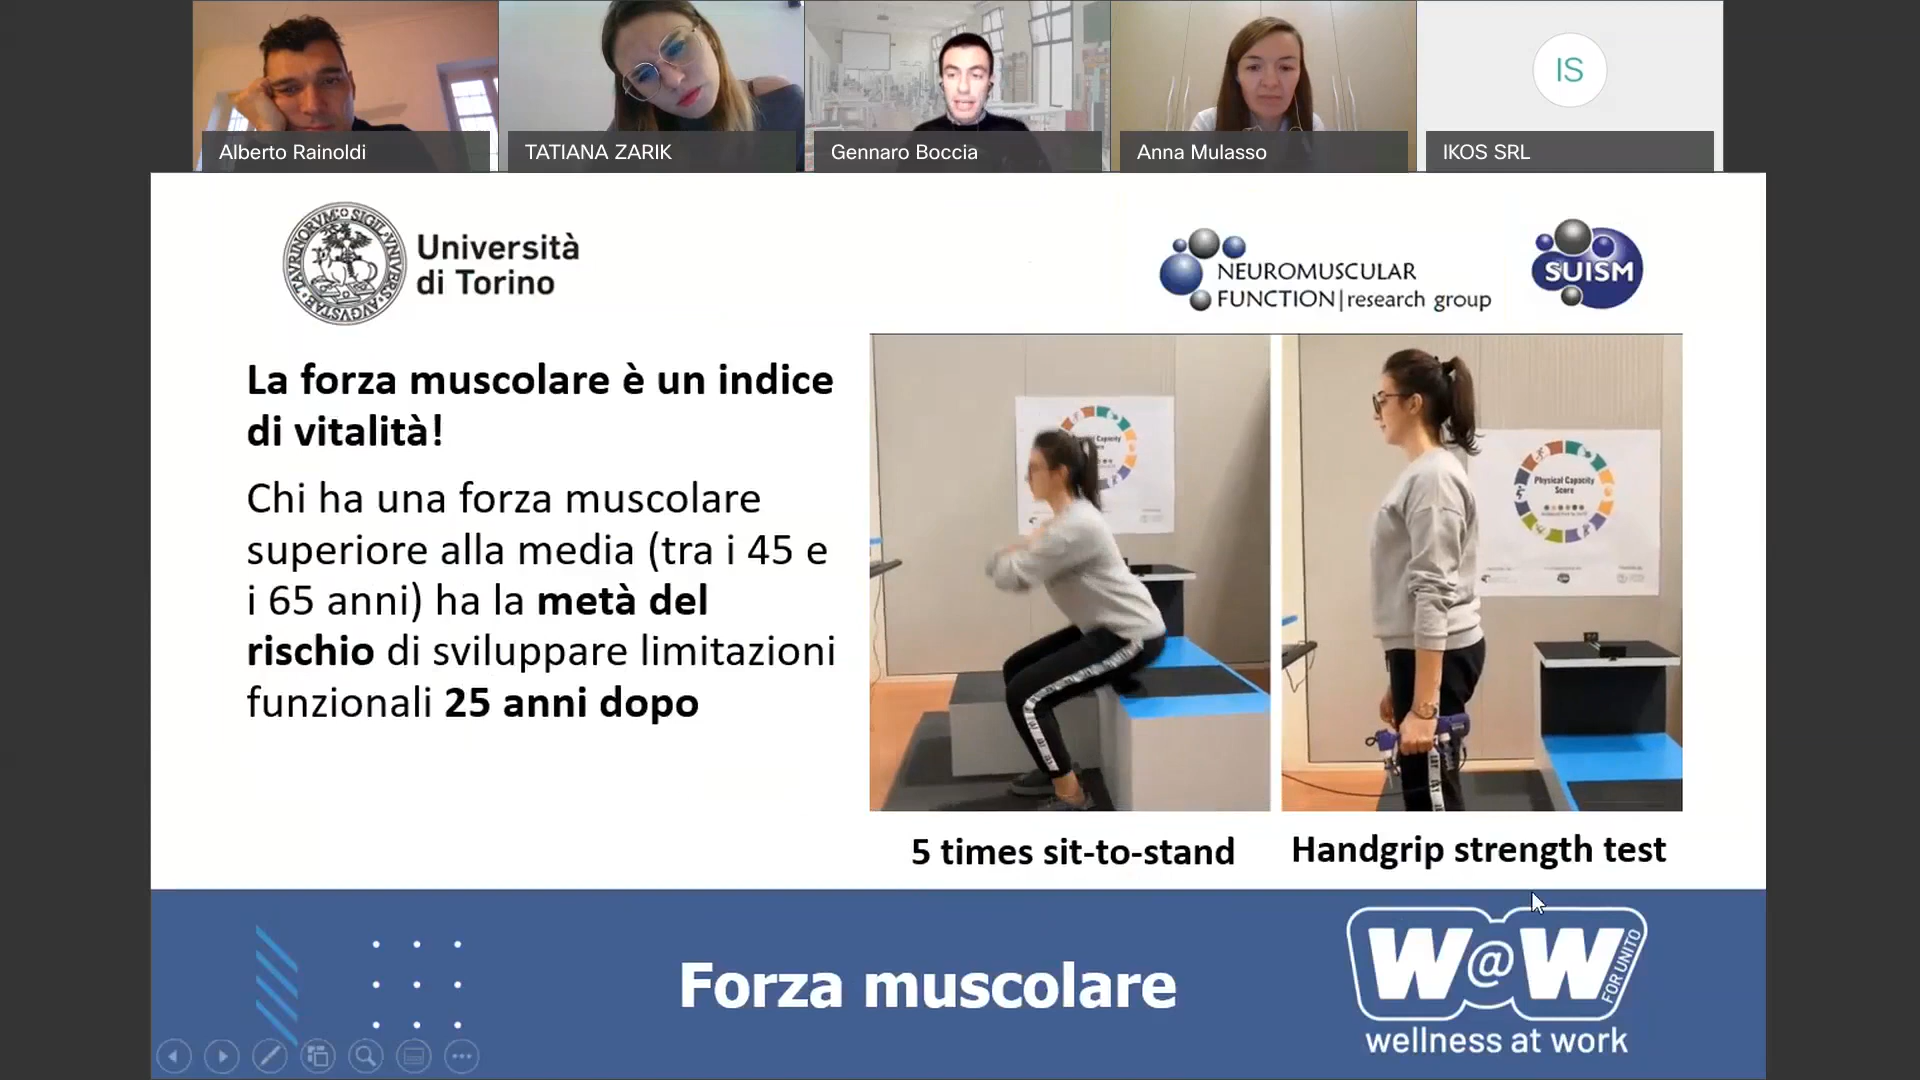 Alberto Rainoldi
TATIANA ZARIK
Gennaro Boccia
Anna Mulasso
IS
IKOS SRL
Università
di Torino
NEUROMUSCULAR
FUNCTION|research group
SUISM
La forza muscolare è un indice
di vitalità!
Chi ha una forza muscolare
superiore alla media (tra i 45 e
i 65 anni) ha la metà del
rischio di sviluppare limitazioni
funzionali 25 anni dopo
Physical Capacity
Score
5 times sit-to-stand
Handgrip strength test
Forza muscolare
W@W
FOR UNITO
wellness at work